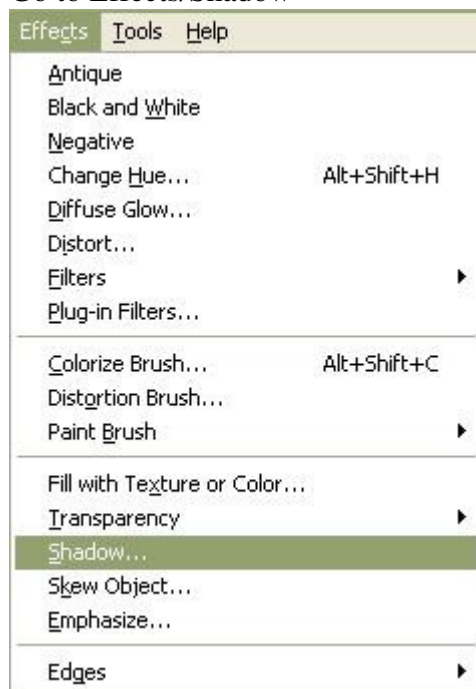 Go to Effects/Shadow
Effects Tools Help
Antique
Black and White
Negative
Change Hue... Alt+Shift+H
Diffuse Glow...
Distort...
Filters
Plug-in Filters...
Colorize Brush... Alt+Shift+C
Distortion Brush...
Paint Brush
Fill with Texture or Color...
Transparency
Shadow...
Skew Object...
Emphasize...
Edges